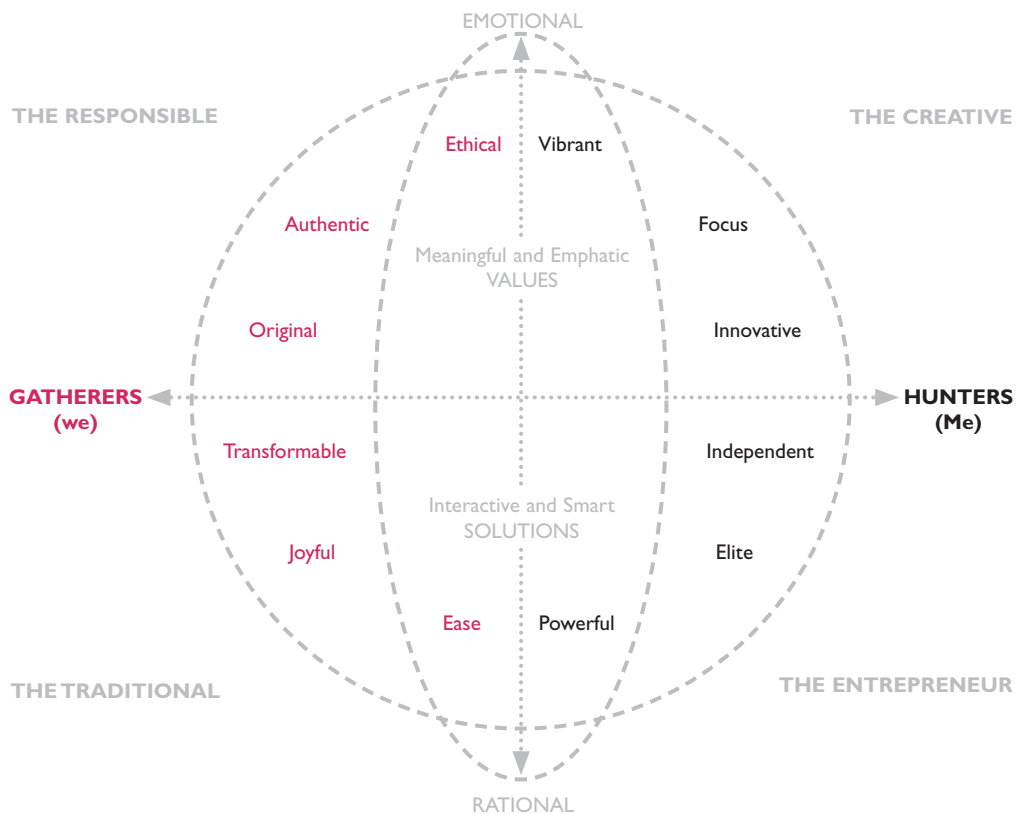 EMOTIONAL
THE RESPONSIBLE
THE CREATIVE
Ethical
Vibrant
Authentic
Focus
Meaningful and Emphatic
VALUES
Original
Innovative
GATHERERS
(we)
HUNTERS
(Me)
Transformable
Independent
Interactive and Smart
SOLUTIONS
Joyful
Elite
Ease
Powerful
THE TRADITIONAL
THE ENTREPRENEUR
RATIONAL